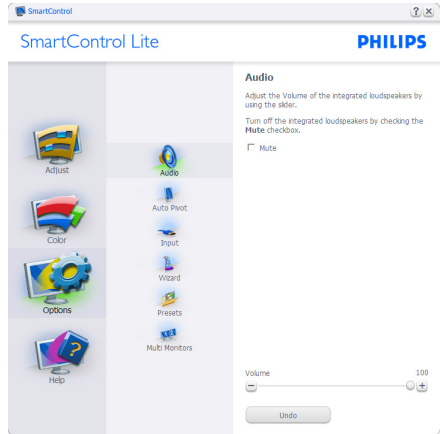 SmartControl
SmartControl Lite
PHILIPS
Adjust
Color
Options
Help
Audio
Auto Pivot
Input
Wizard
Presets
Multi Monitors
Audio
Adjust the Volume of the integrated loudspeakers by
using the slider.
Turn off the integrated loudspeakers by checking the
Mute checkbox.
Mute
Volume 100
Undo